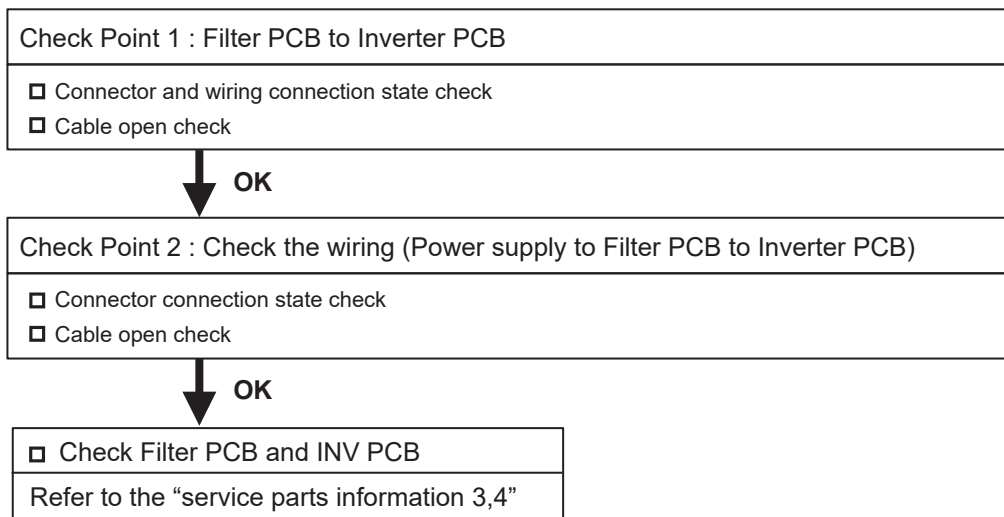 Check Point 1 : Filter PCB to Inverter PCB
Connector and wiring connection state check
Cable open check
OK
Check Point 2 : Check the wiring (Power supply to Filter PCB to Inverter PCB)
Connector connection state check
Cable open check
OK
Check Filter PCB and INV PCB
Refer to the “service parts information 3,4”